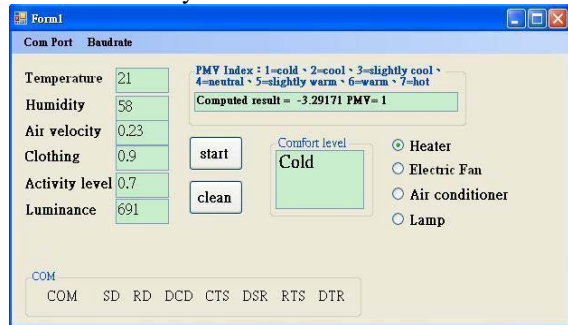 Form1
Com Port Baudrate
Temperature 21
Humidity 58
Air velocity 0.23
Clothing 0.9
Activity level 0.7
Luminance 691
PMV Index：1=cold、2=cool、3=slightly cool、
4=neutral、5=slightly warm、6=warm、7=hot
Computed result = -3.29171 PMV= 1
start
clean
Comfort level
Cold
Heater
Electric Fan
Air conditioner
Lamp
COM
COM SD RD DCD CTS DSR RTS DTR